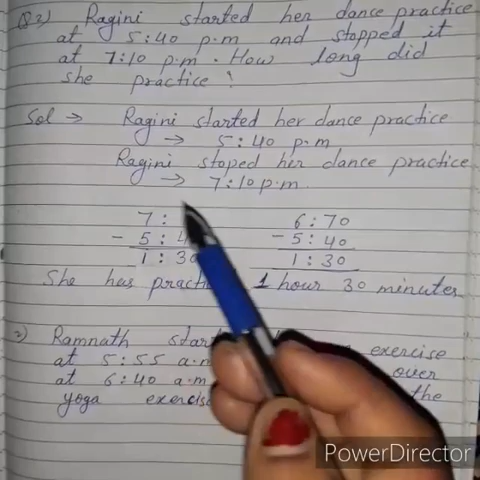 Q3) Ragini started her dance practice
at 5:40 p.m and stopped it
at 7:10 p.m. How long did
she practice?
Sol → Ragini started her dance practice
→ 5:40 p.m
Ragini stoped her dance practice
→ 7:10 p.m.
7: 6:70
- 5: 4 - 5:40
1:30 1:30
She has 1 hour 30 minutes
2) Ramnath exercise
at 5:55 a.m over
at 6:40 a.m the
yoga
PowerDirector